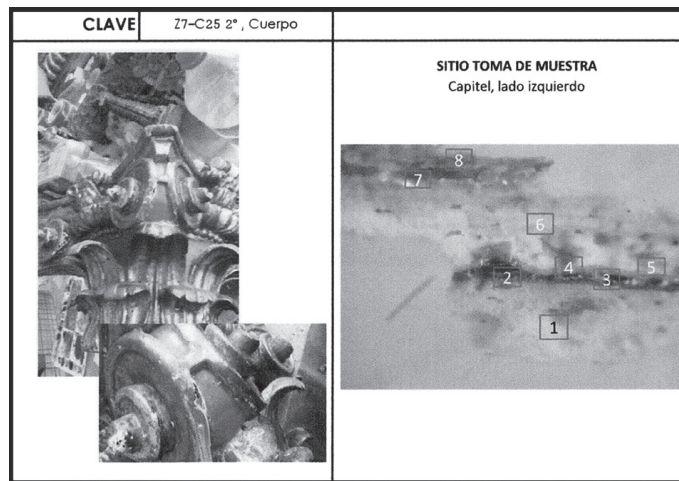 CLAVE
Z7-C25 2°, Cuerpo
SITIO TOMA DE MUESTRA
Capitel, lado izquierdo
8
7
6
2
4
3
5
1